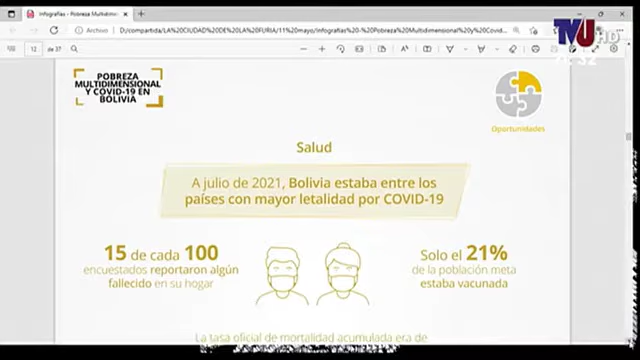 Infografías - Pobreza Multidimen
Archivo
D:/compartida/LA%20CIUDAD%20DE%20LA%20FURIA/11%20mayo/Infografias%20-%20Pobreza%20Multidimensional%20y%20Covid...
TVU HD
12 de 37
POBREZA
MULTIDIMENSIONAL
Y COVID-19 EN
BOLIVIA
Oportunidades
Salud
A julio de 2021, Bolivia estaba entre los
países con mayor letalidad por COVID-19
15 de cada 100
encuestados reportaron algún
fallecido en su hogar
Solo el 21%
de la población meta
estaba vacunada
La tasa oficial de mortalidad acumulada era de